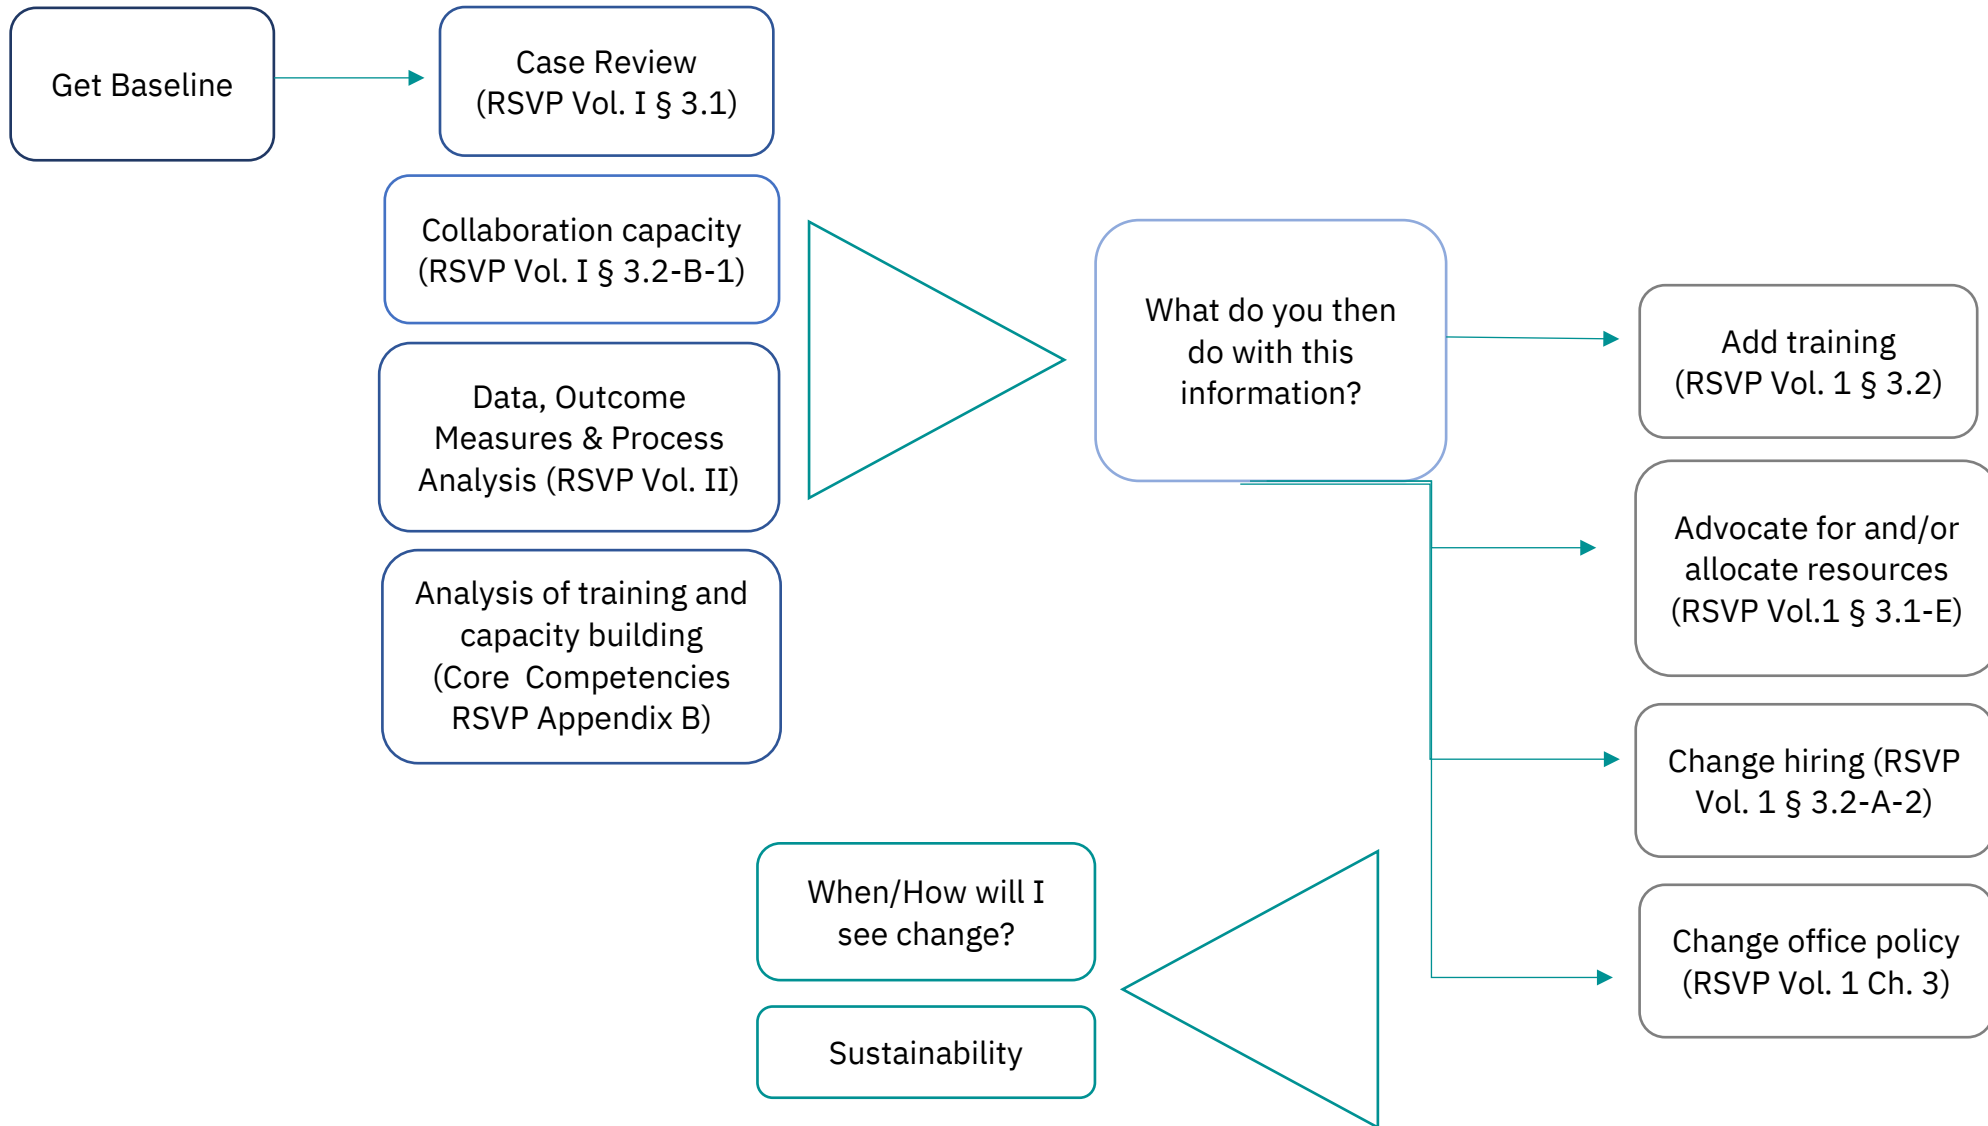 Get Baseline
Case Review
(RSVP Vol. I § 3.1)
Collaboration capacity
(RSVP Vol. I § 3.2-B-1)
Data, Outcome
Measures & Process
Analysis (RSVP Vol. II)
Analysis of training and
capacity building
(Core  Competencies
RSVP Appendix B)
What do you then
do with this
information?
Add training
(RSVP Vol. 1 § 3.2)
Advocate for and/or
allocate resources
(RSVP Vol.1 § 3.1-E)
Change hiring (RSVP
Vol. 1 § 3.2-A-2)
Change office policy
(RSVP Vol. 1 Ch. 3)
When/How will I
see change?
Sustainability